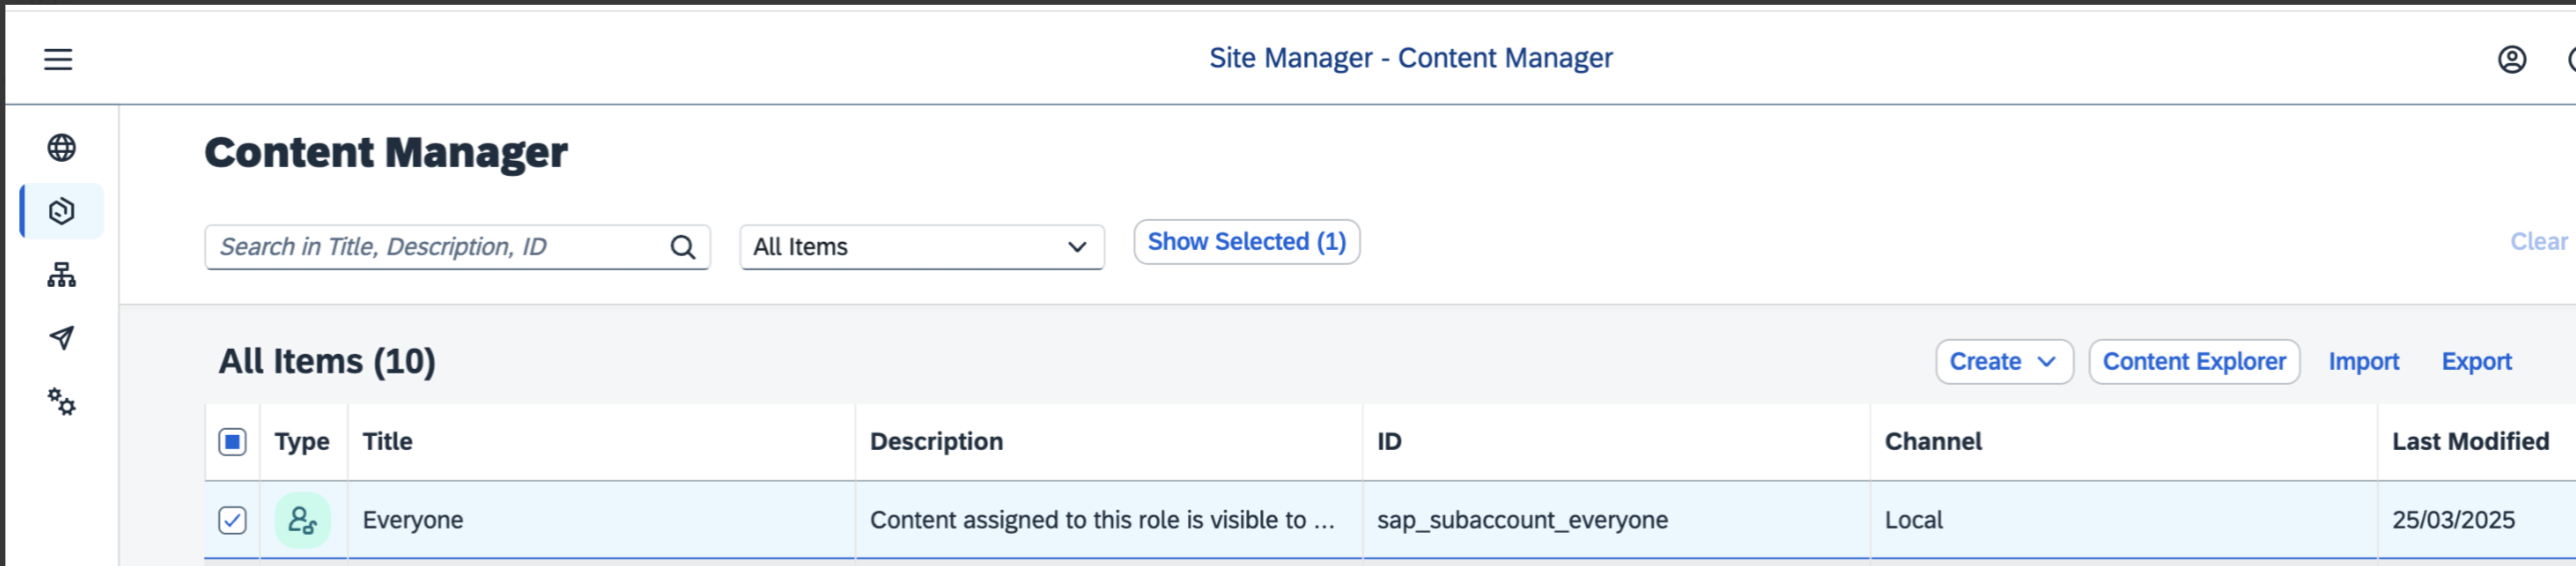 Site Manager - Content Manager
Content Manager
Search in Title, Description, ID
All Items
Show Selected (1)
Clear
All Items (10)
Create
Content Explorer
Import
Export
Type Title Description ID Channel Last Modified
Everyone Content assigned to this role is visible to ... sap_subaccount_everyone Local 25/03/2025